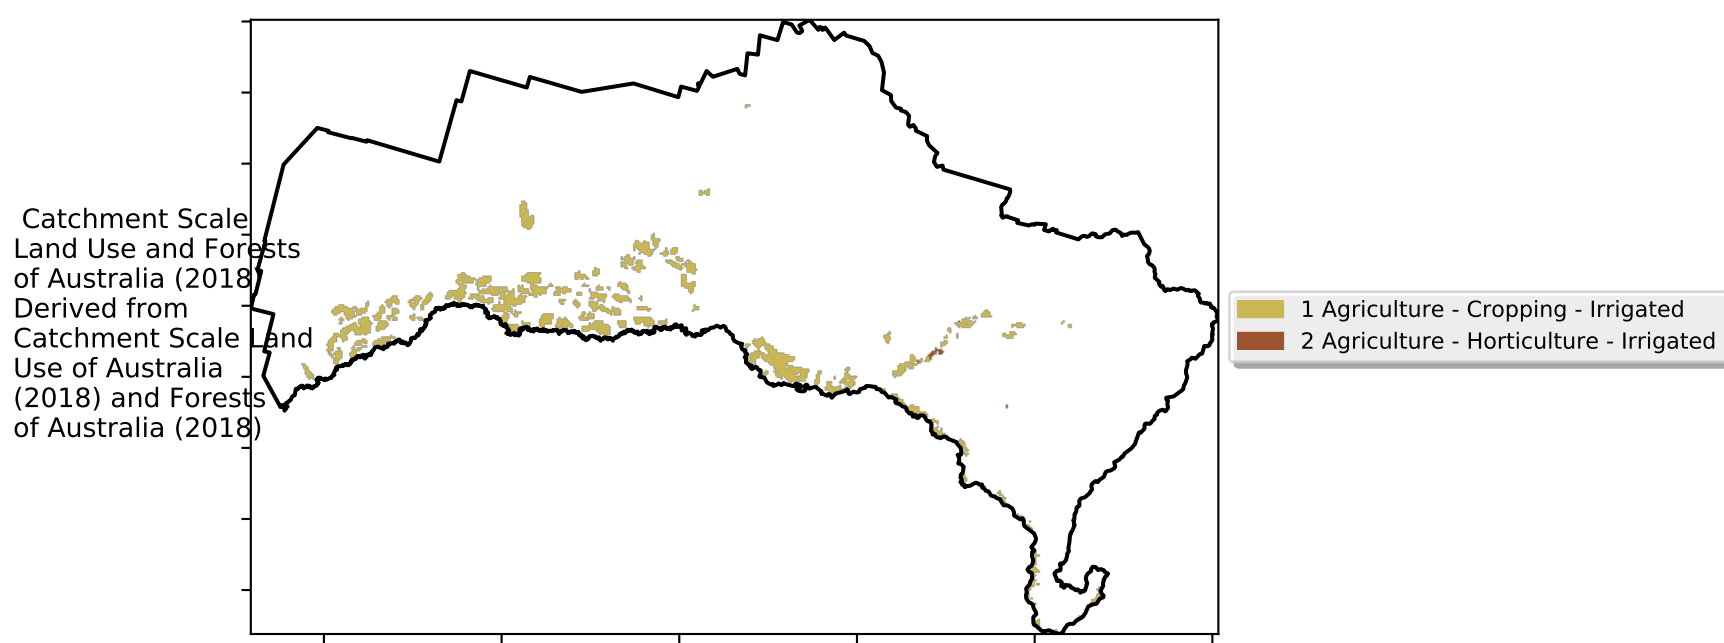 Catchment Scale
Land Use and Forests
of Australia (2018)
Derived from
Catchment Scale Land
Use of Australia
(2018) and Forests
of Australia (2018)
1 Agriculture - Cropping - Irrigated
2 Agriculture - Horticulture - Irrigated